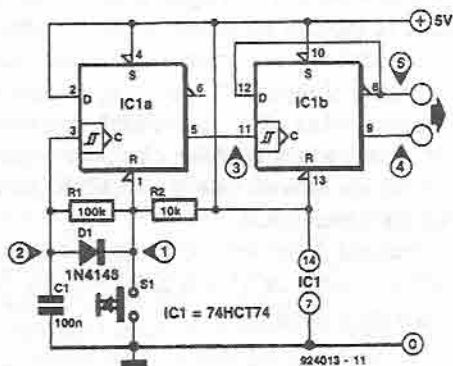 + 5V
4
10
S
S
2
D
IC1a
6
12
D
IC1b
8
5
3
C
5
11
C
9
3
4
R
R
1
13
R1
100k
R2
10k
2
D1
1
1N4148
14
IC1
7
C1
100n
S1
IC1 = 74HCT74
0
924013 - 11